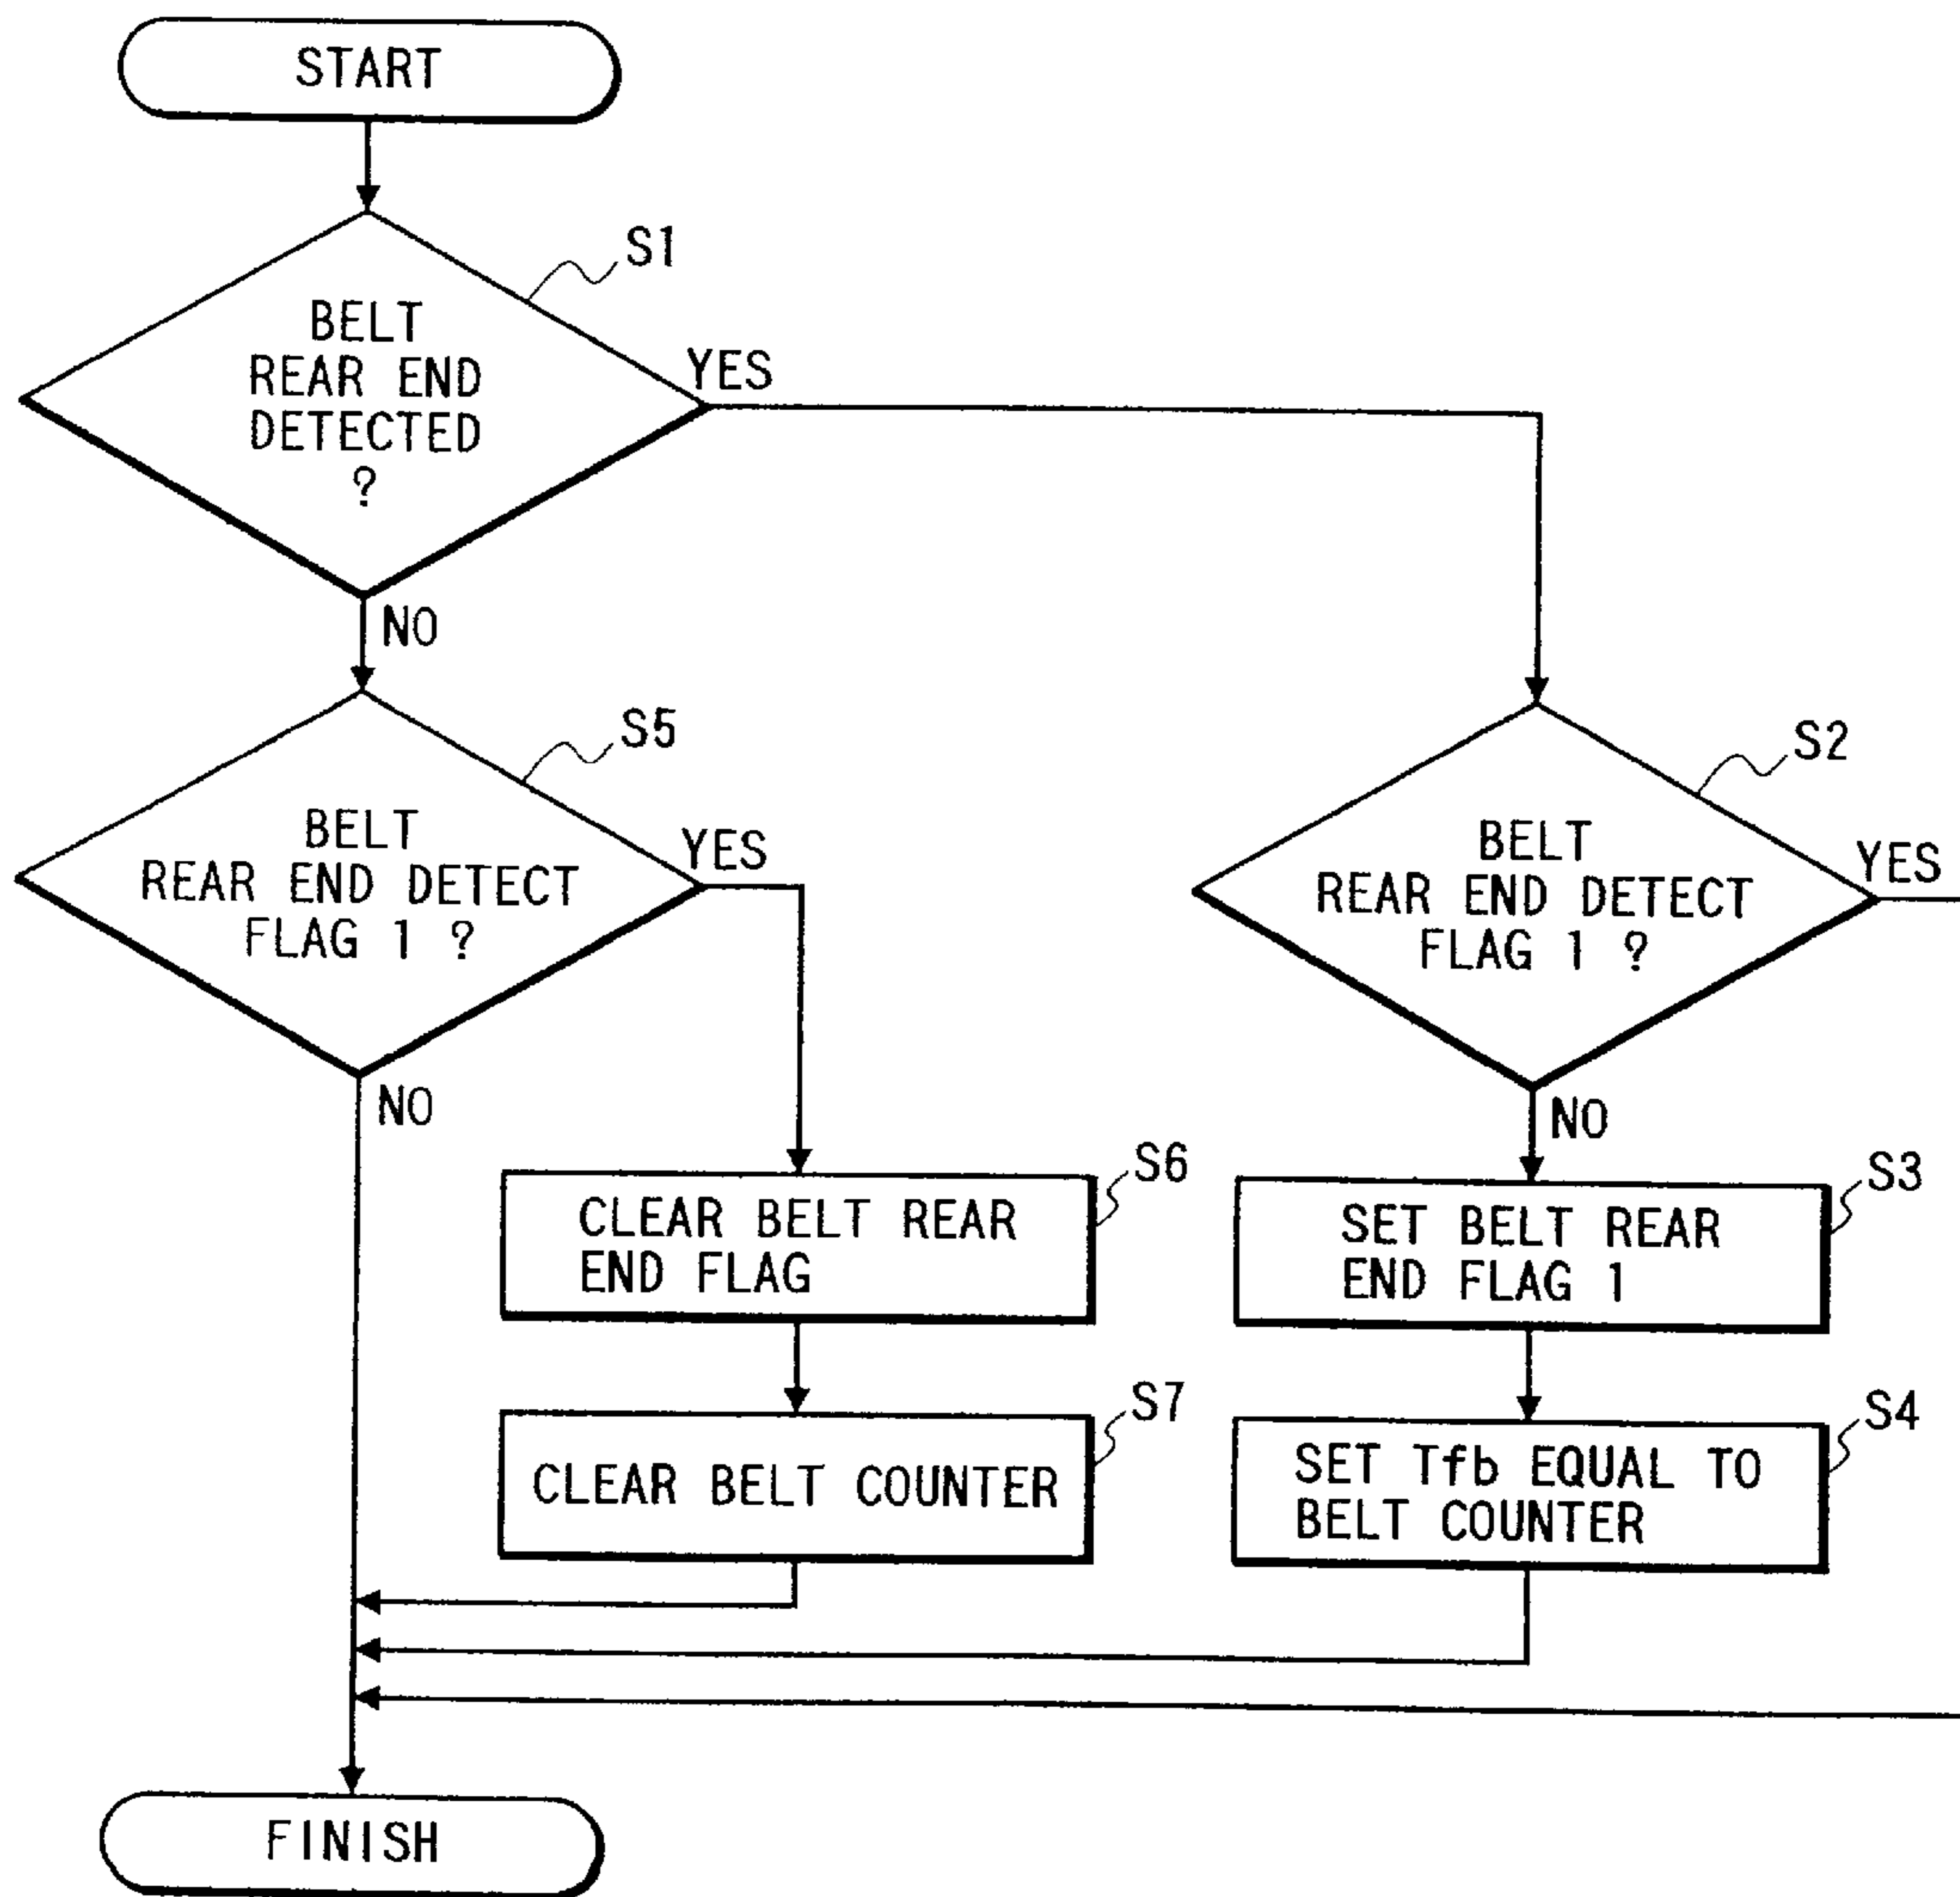 START
S1
BELT
REAR END
DETECTED
?
YES
NO
S5
BELT
REAR END DETECT
FLAG 1 ?
YES
NO
S2
BELT
REAR END DETECT
FLAG 1 ?
YES
NO
S6
CLEAR BELT REAR
END FLAG
S3
SET BELT REAR
END FLAG 1
S7
CLEAR BELT COUNTER
S4
SET Tfb EQUAL TO
BELT COUNTER
FINISH